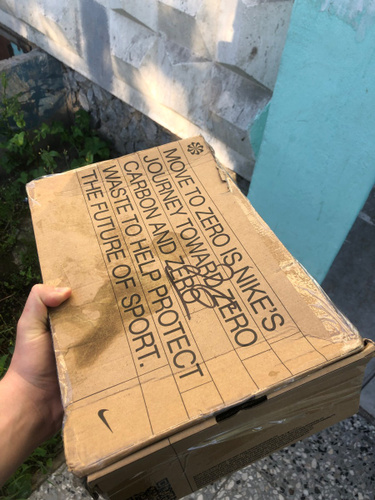 MOVE TO ZERO IS NIKE'S
JOURNEY TOWARD ZERO
CARBON AND ZERO
WASTE TO HELP PROTECT
THE FUTURE OF SPORT.